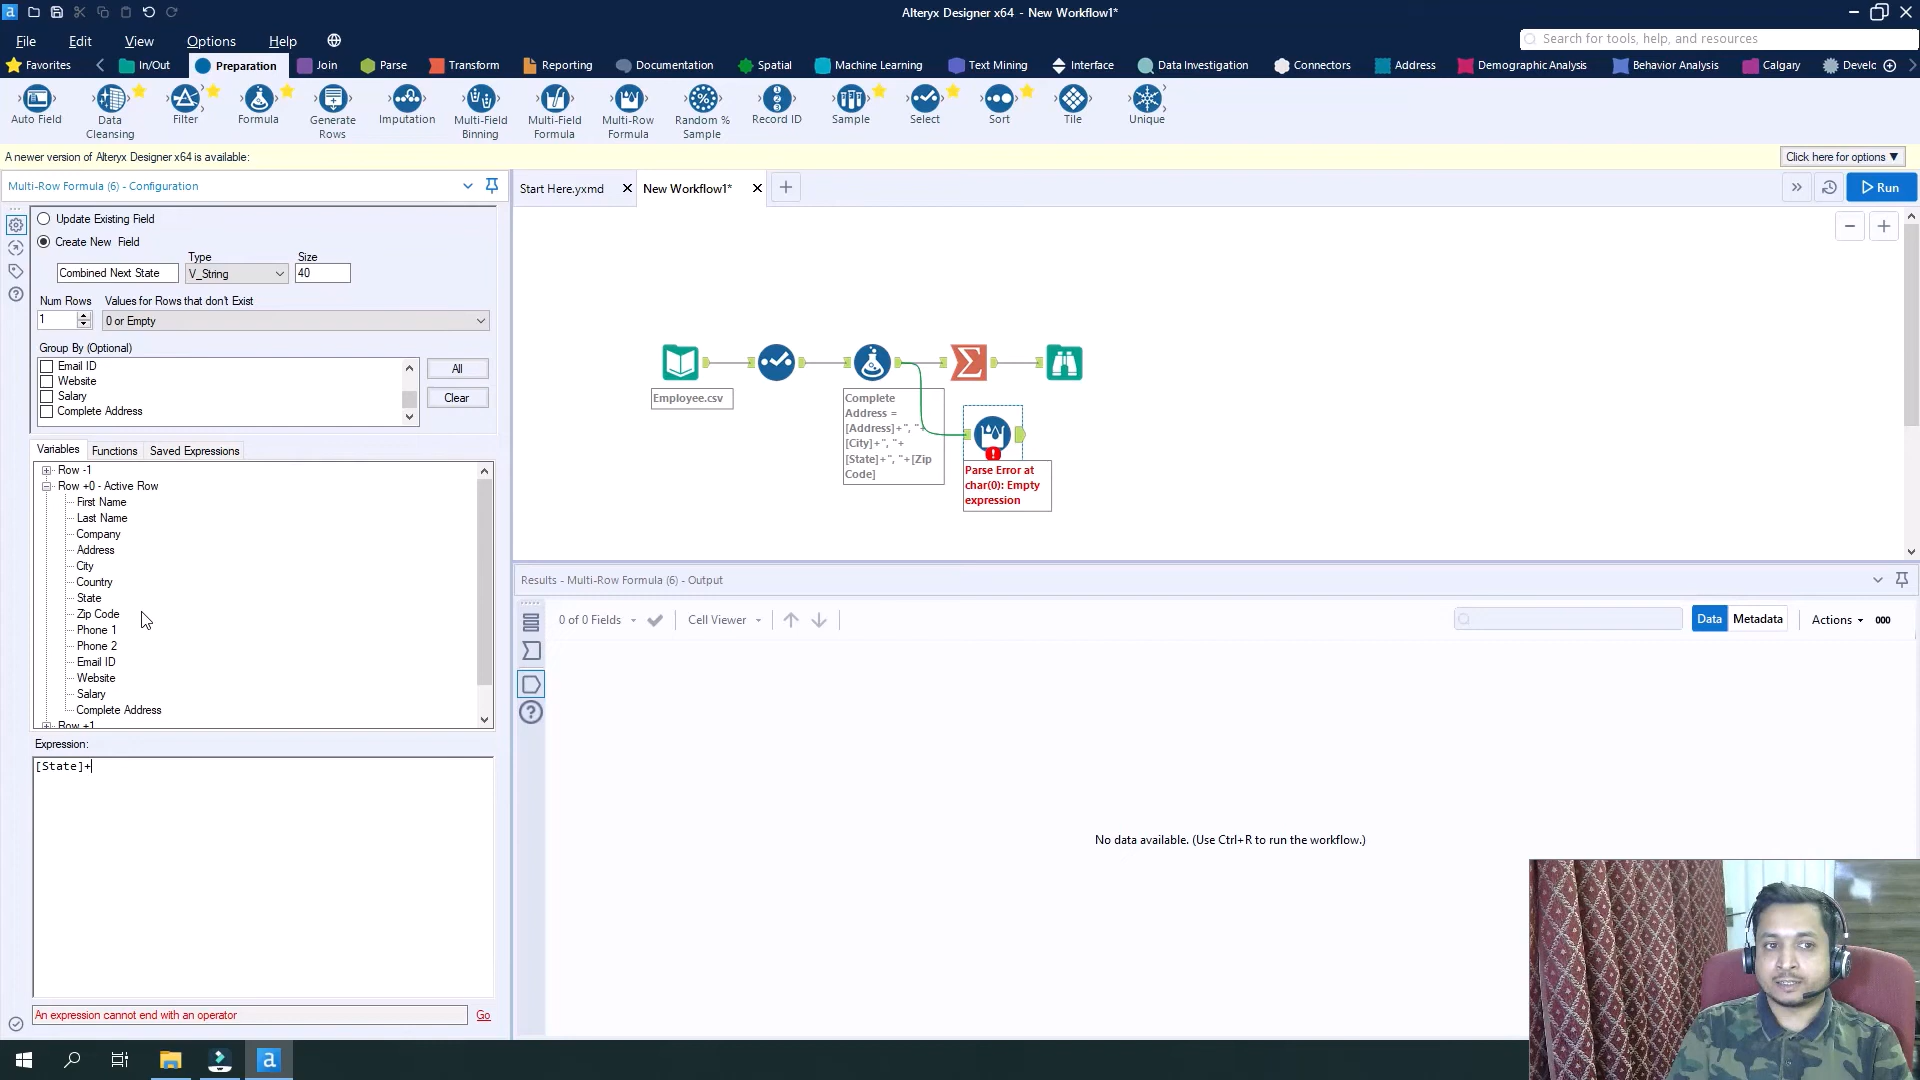 Alteryx Designer x64 - New Workflow1*
File Edit View Options Help
Search for tools, help, and resources
Favorites In/Out Preparation Join Parse Transform Reporting Documentation Spatial Machine Learning Text Mining Interface Data Investigation Connectors Address Demographic Analysis Behavior Analysis Calgary Develo
Auto Field
Data Cleansing
Filter
Formula
Generate Rows
Imputation
Multi-Field Binning
Multi-Field Formula
Multi-Row Formula
Random % Sample
Record ID
Sample
Select
Sort
Tile
Unique
A newer version of Alteryx Designer x64 is available:
Click here for options ▼
Multi-Row Formula (6) - Configuration
Start Here.yxmd
New Workflow1*
Run
Update Existing Field
Create New Field
Type
Size
Combined Next State
V_String
40
Num Rows
Values for Rows that don't Exist
1
0 or Empty
Group By (Optional)
Email ID
Website
Salary
Complete Address
All
Clear
Variables
Functions
Saved Expressions
Row -1
Row +0 - Active Row
First Name
Last Name
Company
Address
City
Country
State
Zip Code
Phone 1
Phone 2
Email ID
Website
Salary
Complete Address
Row +1
Expression:
[State]+
An expression cannot end with an operator
Go
Employee.csv
Complete
Address =
[Address]+", "+
[City]+", "+
[State]+", "+[Zip
Code]
Parse Error at
char(0): Empty
expression
Results - Multi-Row Formula (6) - Output
0 of 0 Fields
Cell Viewer
Data
Metadata
Actions
000
No data available. (Use Ctrl+R to run the workflow.)